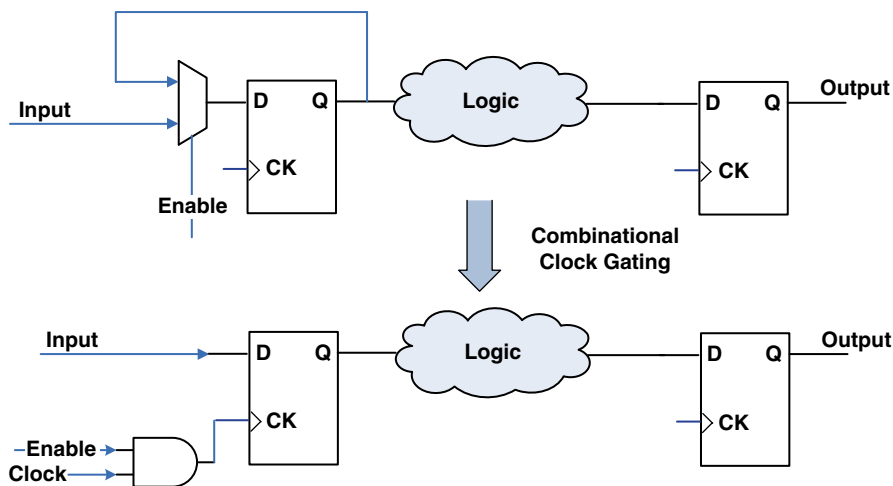 Input
D Q
CK
Enable
Logic
D Q
CK
Output
Combinational
Clock Gating
Input
D Q
CK
Enable
Clock
Logic
D Q
CK
Output